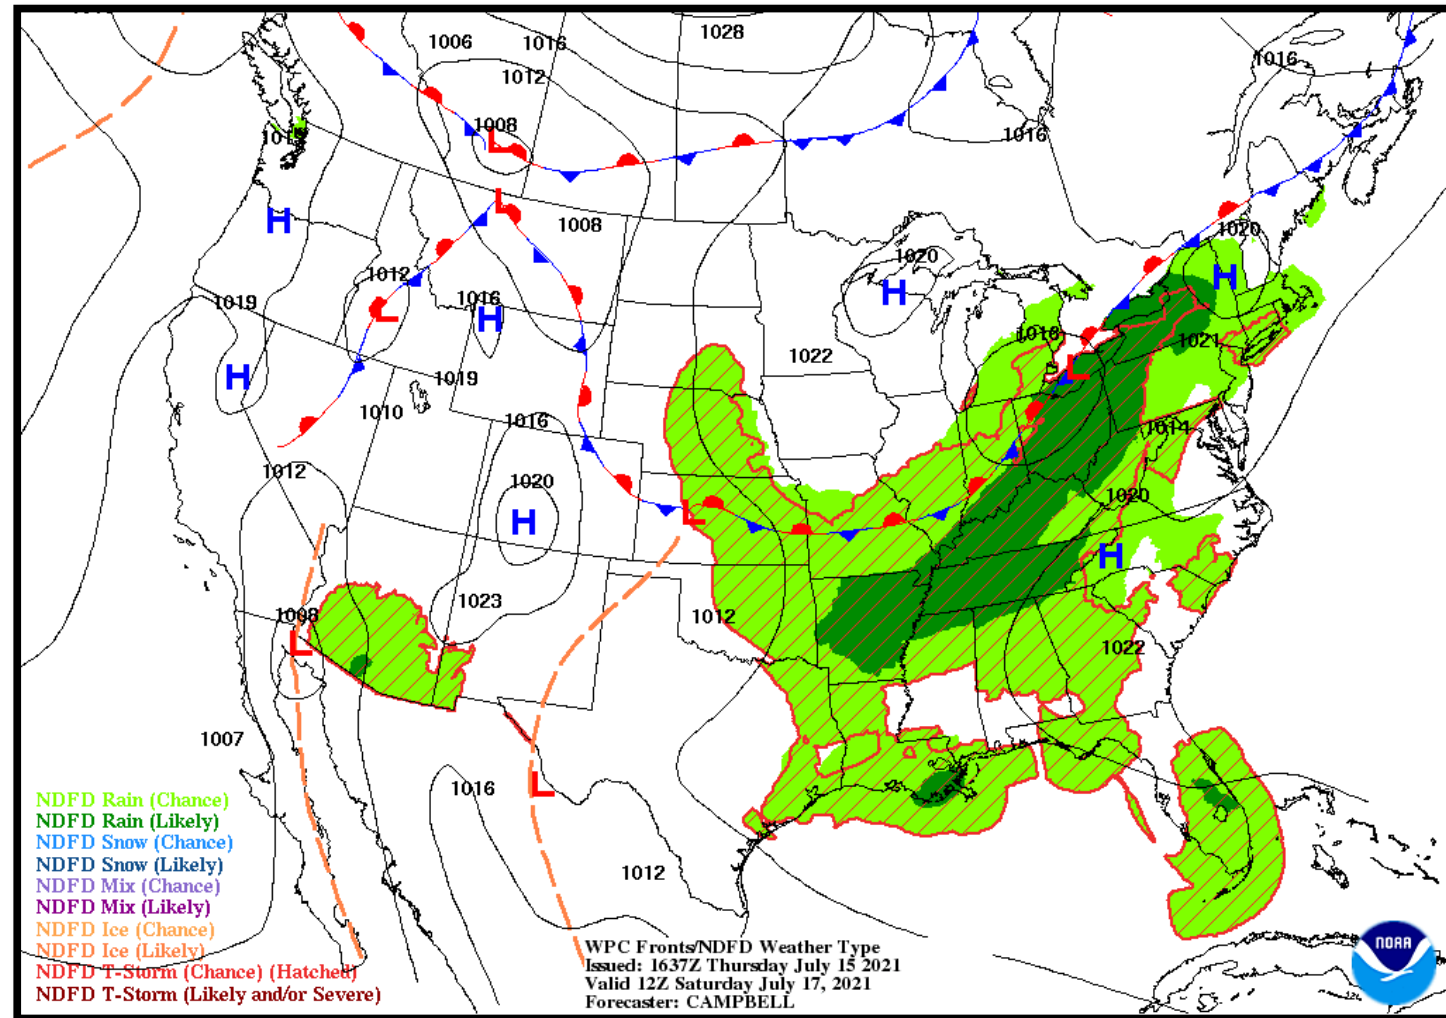 1006
1016
1028
1012
1016
1008
1016
1008
1020
1020
1012
1019
1016
1018
1021
1022
1019
1010
1016
1014
1012
1020
1020
1023
1008
1012
1022
1007
1016
1012
H
H
H
H
H
H
H
H
L
L
L
L
L
L
L
NDFD Rain (Chance)
NDFD Rain (Likely)
NDFD Snow (Chance)
NDFD Snow (Likely)
NDFD Mix (Chance)
NDFD Mix (Likely)
NDFD Ice (Chance)
NDFD Ice (Likely)
NDFD T-Storm (Chance) (Hatched)
NDFD T-Storm (Likely and/or Severe)
WPC Fronts/NDFD Weather Type
Issued: 1637Z Thursday July 15 2021
Valid 12Z Saturday July 17, 2021
Forecaster: CAMPBELL
NOAA